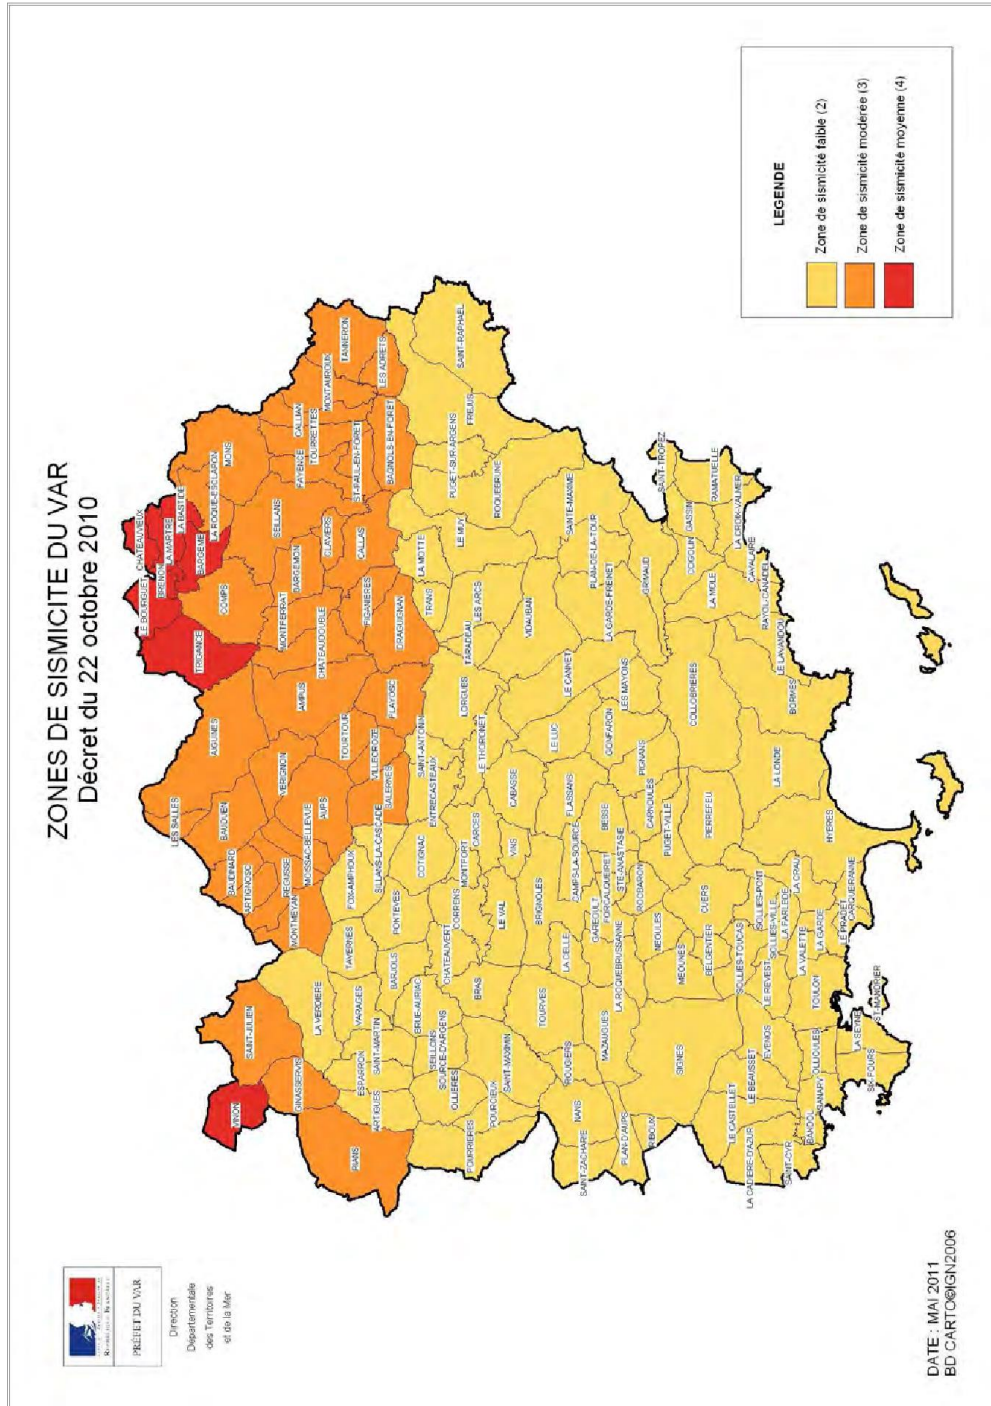 ZONES DE SISMICITE DU VAR
Décret du 22 octobre 2010
PRÉFET DU VAR
Direction
Départementale
des Territoires
et de la Mer
LEGENDE
Zone de sismicité faible (2)
Zone de sismicité modérée (3)
Zone de sismicité moyenne (4)
VINON
SAINT-JULIEN
GINASSERVIS
RIANS
LES SALLES
AIGUINES
BAUDUEN
BAUDINARD
ARTIGNOSC
REGUSSE
MOISSAC-BELLEVUE
MONTMEYAN
VERIGNON
AUPS
AMPUS
TOURTOUR
VILLECROZE
SALERNES
FLAYOSC
SILLANS-LA-CASCADE
TRIGANCE
LE BOURGUET
BRENON
CHATEAUVIEUX
LA MARTRE
LA BASTIDE
BARGEME
LA ROQUE-ESCLAPON
COMPS
MONS
SEILLANS
BARGEMON
MONTFERRAT
CHATEAUDOUBLE
CLAVIERS
CALLAS
FIGANIERES
DRAGUIGNAN
FAYENCE
CALLIAN
TOURRETTES
MONTAUROUX
TANNERON
LES ADRETS
ST-PAUL-EN-FORET
BAGNOLS-EN-FORET
SAINT-RAPHAEL
FREJUS
PUGET-SUR-ARGENS
ROQUEBRUNE
LE MUY
LA MOTTE
TRANS
LES ARCS
TARADEAU
VIDAUBAN
LORGUES
LE THORONET
LE CANNET
LE LUC
CABASSE
SAINT-ANTONIN
ENTRECASTEAUX
COTIGNAC
CARCES
MONTFORT
CORRENS
CHATEAUVERT
LE VAL
VINS
BRIGNOLES
FOX-AMPHOUX
TAVERNES
PONTEVES
BARJOLS
VARAGES
LA VERDIERE
ESPARRON
SAINT-MARTIN
ARTIGUES
BRUE-AURIAC
SEILLONS
SOURCE-D'ARGENS
OLLIERES
BRAS
SAINT-MAXIMIN
POURCIEUX
POURRIERES
TOURVES
ROUGIERS
NANS
SAINT-ZACHARIE
PLAN-D'AUPS
RIBOUX
MAZAUGUES
LA ROQUEBRUSSANNE
LA CELLE
CAMPS-LA-SOURCE
GAREOULT
FORCALQUEIRET
STE-ANASTASIE
ROCBARON
NEOULES
MEOUNES
BESSE
FLASSANS
GONFARON
LES MAYONS
PIGNANS
CARNOULES
PUGET-VILLE
PIERREFEU
CUERS
BELGENTIER
SIGNES
SOLLIES-TOUCAS
SOLLIES-PONT
SOLLIES-VILLE
LA FARLEDE
LA CRAU
LA VALETTE
LA GARDE
LE PRADET
CARQUEIRANNE
HYERES
LA LONDE
BORMES
LE LAVANDOU
COLLOBRIERES
SAINTE-MAXIME
PLAN-DE-LA-TOUR
LA GARDE-FREINET
GRIMAUD
COGOLIN
GASSIN
SAINT-TROPEZ
RAMATUELLE
LA CROIX-VALMER
CAVALAIRE
LA MOLE
RAYOL-CANADEL
LE REVEST
TOULON
EVENOS
LE BEAUSSET
LE CASTELLET
LA CADIERE-D'AZUR
SAINT-CYR
BANDOL
SANARY
OLLIOULES
SIX-FOURS
LA SEYNE
ST-MANDRIER
DATE : MAI 2011
BD CARTO©IGN2006